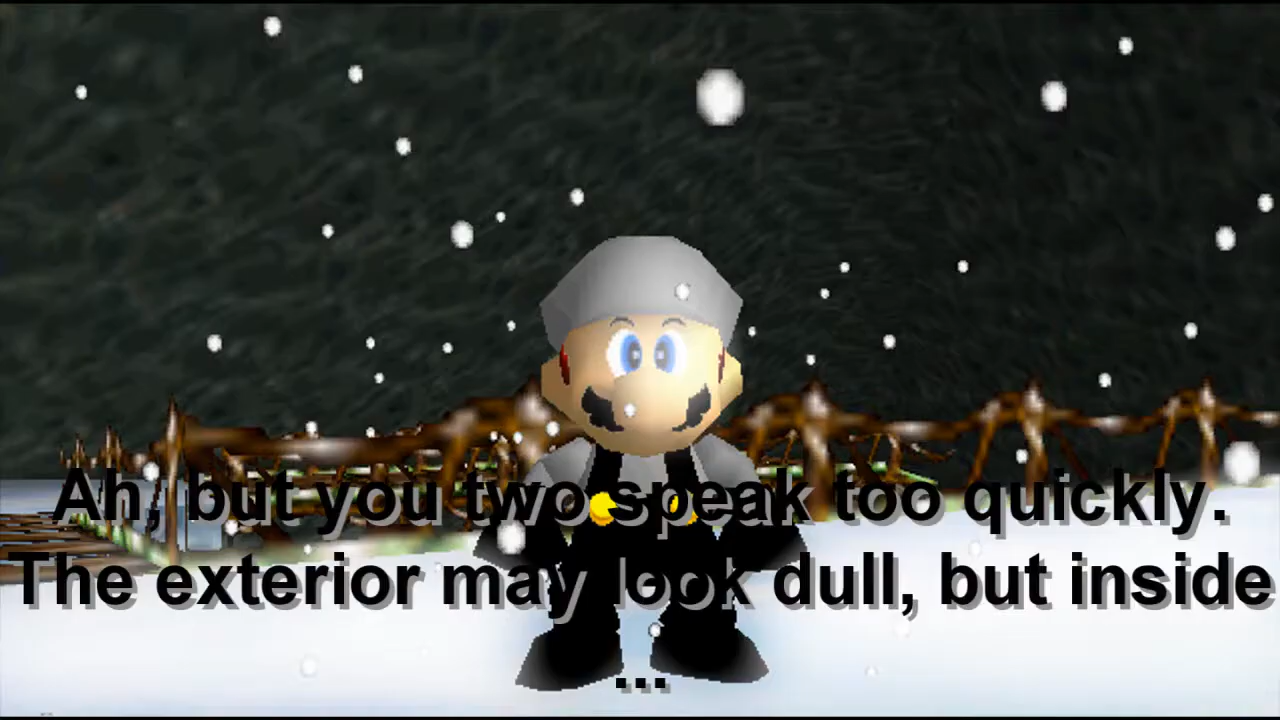 Ah, but you two speak too quickly.
The exterior may look dull, but inside
...